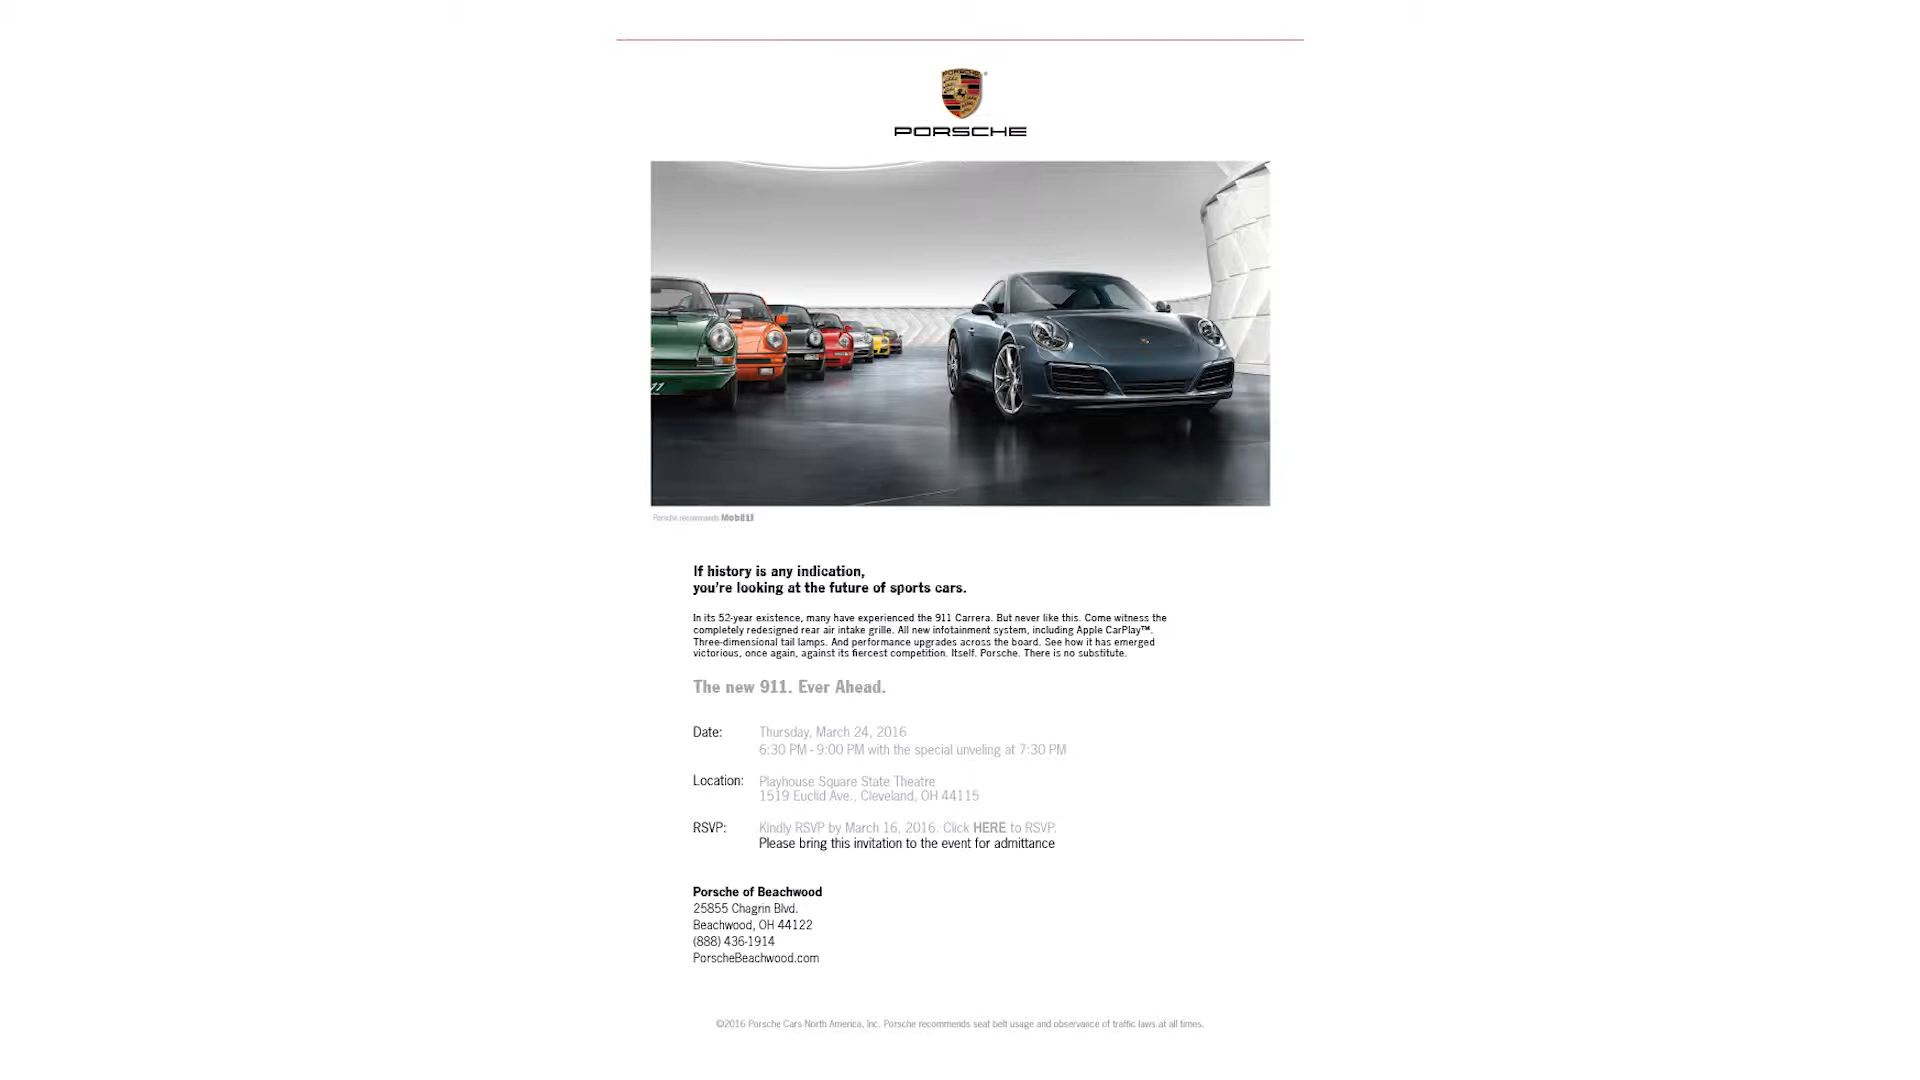 PORSCHE
PORSCHE
11
Porsche recommends Mobil 1
If history is any indication,
you're looking at the future of sports cars.
In its 52-year existence, many have experienced the 911 Carrera. But never like this. Come witness the
completely redesigned rear air intake grille. All new infotainment system, including Apple CarPlay™.
Three-dimensional tail lamps. And performance upgrades across the board. See how it has emerged
victorious, once again, against its fiercest competition. Itself. Porsche. There is no substitute.
The new 911. Ever Ahead.
Date: Thursday, March 24, 2016
6:30 PM - 9:00 PM with the special unveling at 7:30 PM
Location: Playhouse Square State Theatre
1519 Euclid Ave., Cleveland, OH 44115
RSVP: Kindly RSVP by March 16, 2016. Click HERE to RSVP.
Please bring this invitation to the event for admittance
Porsche of Beachwood
25855 Chagrin Blvd.
Beachwood, OH 44122
(888) 436-1914
PorscheBeachwood.com
©2016 Porsche Cars North America, Inc. Porsche recommends seat belt usage and observance of traffic laws at all times.